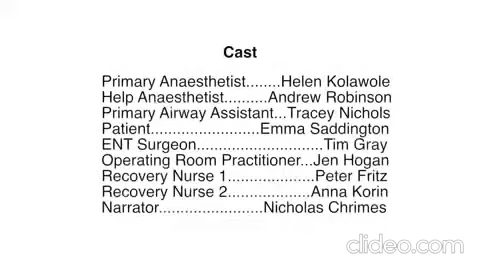 Cast
Primary Anaesthetist........Helen Kolawole
Help Anaesthetist..........Andrew Robinson
Primary Airway Assistant...Tracey Nichols
Patient.........................Emma Saddington
ENT Surgeon.............................Tim Gray
Operating Room Practitioner...Jen Hogan
Recovery Nurse 1....................Peter Fritz
Recovery Nurse 2...................Anna Korin
Narrator........................Nicholas Chrimes
clideo.com